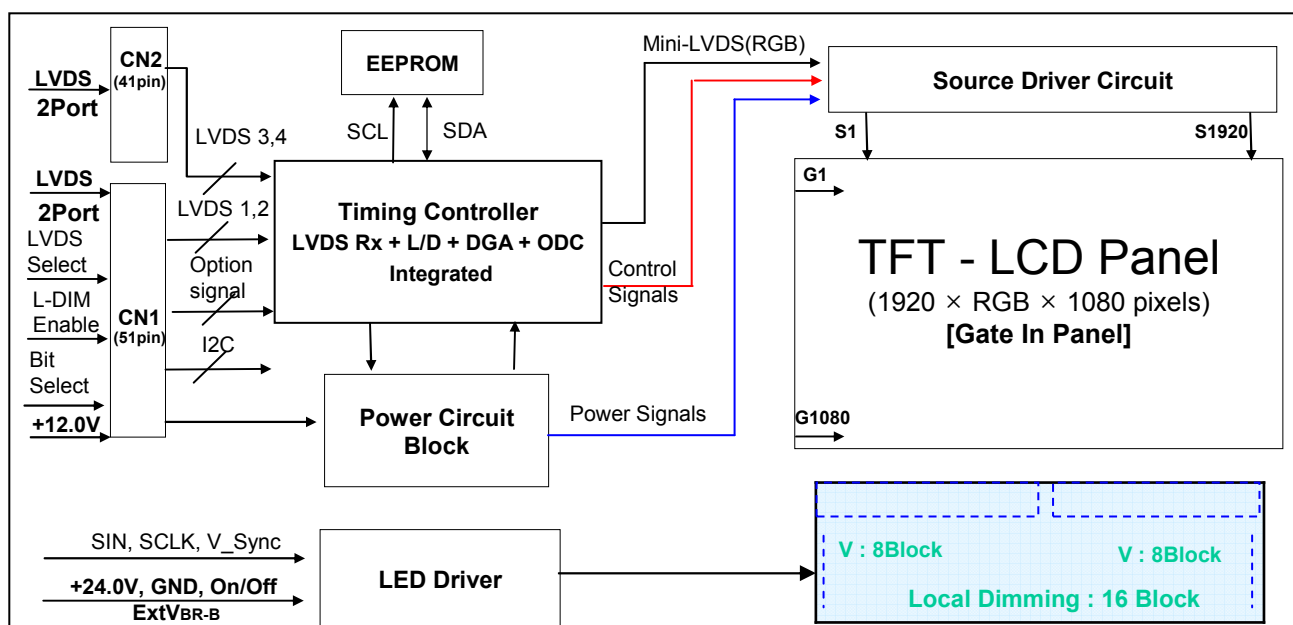 CN2
(41pin)
LVDS
2Port
EEPROM
SCL
SDA
Mini-LVDS(RGB)
Source Driver Circuit
S1
S1920
LVDS 3,4
LVDS
2Port
LVDS 1,2
LVDS
Select
Option
signal
L-DIM
Enable
CN1
(51pin)
I2C
Bit
Select
+12.0V
Timing Controller
LVDS Rx + L/D + DGA + ODC
Integrated
Control
Signals
Power Circuit
Block
Power Signals
G1
TFT - LCD Panel
(1920 × RGB × 1080 pixels)
[Gate In Panel]
G1080
SIN, SCLK, V_Sync
+24.0V, GND, On/Off
ExtVBR-B
LED Driver
V : 8Block
V : 8Block
Local Dimming : 16 Block